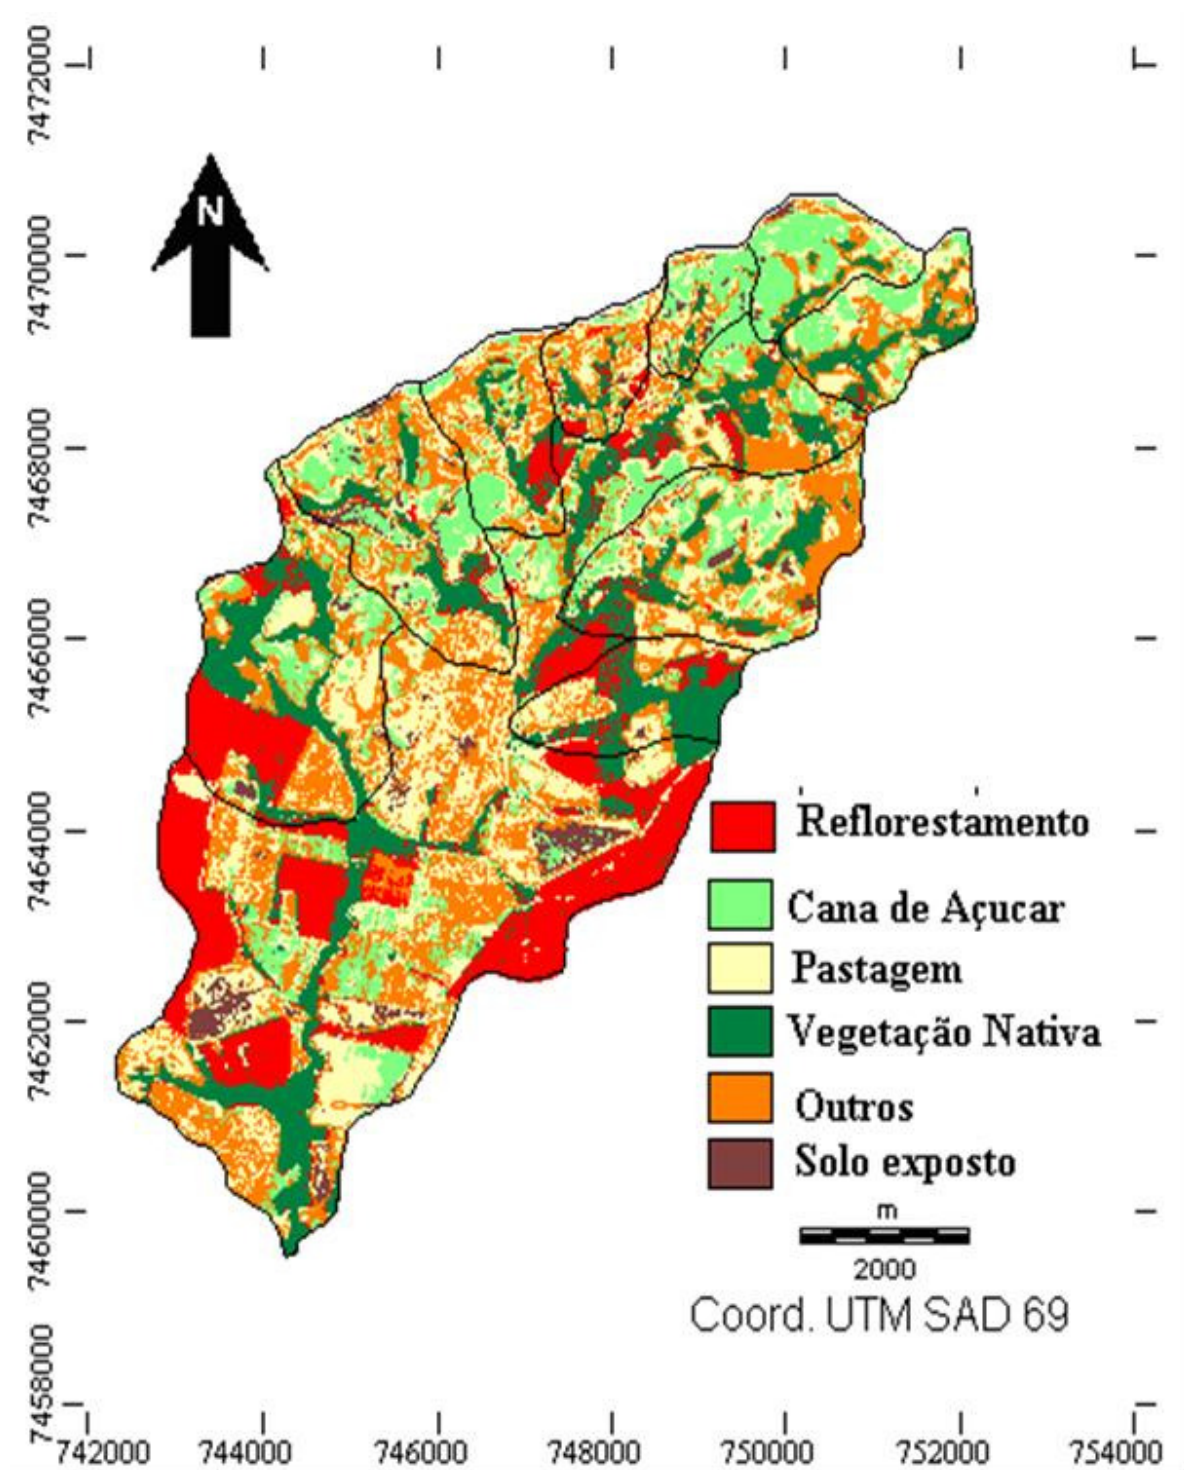 7472000
7470000
7468000
7466000
7464000
7462000
7460000
7458000
N
Reflorestamento
Cana de Açucar
Pastagem
Vegetação Nativa
Outros
Solo exposto
m
2000
Coord. UTM SAD 69
742000 744000 746000 748000 750000 752000 754000